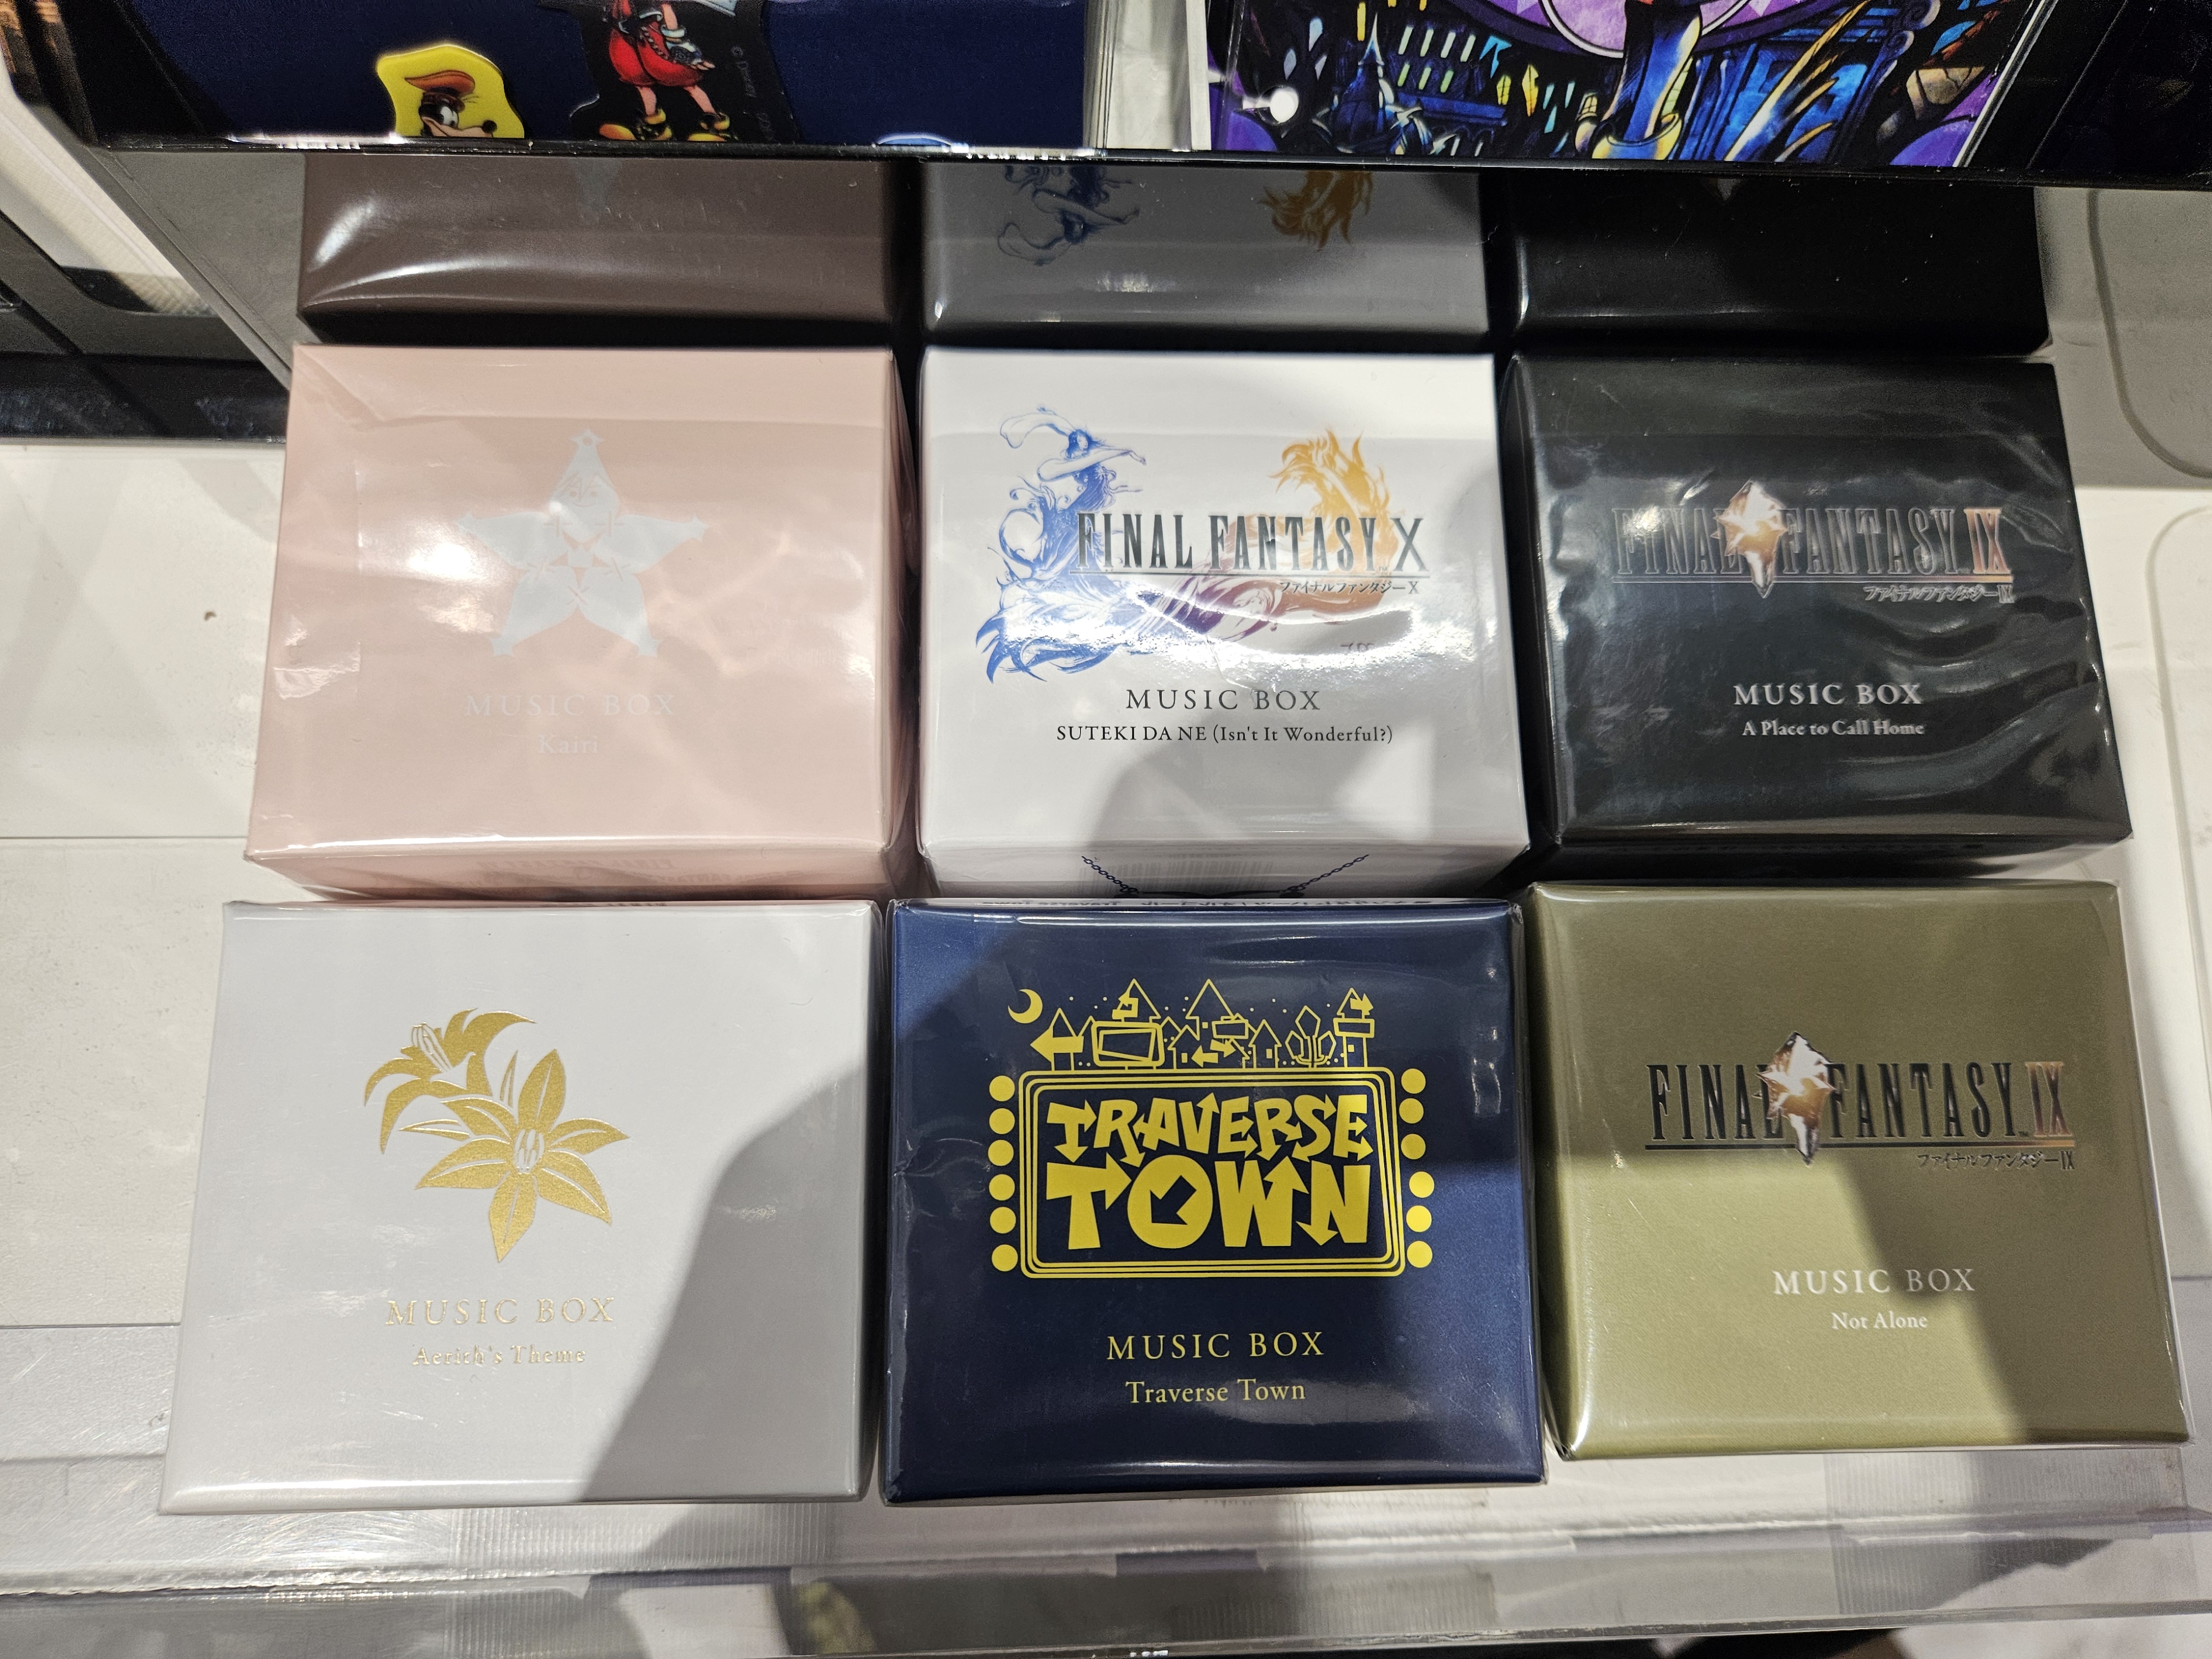 MUSIC BOX
Kairi
FINAL FANTASY X
ファイナルファンタジーX
MUSIC BOX
SUTEKI DA NE (Isn't It Wonderful?)
FINAL FANTASY IX
ファイナルファンタジーIX
MUSIC BOX
A Place to Call Home
MUSIC BOX
Aerith's Theme
TRAVERSE
TOWN
MUSIC BOX
Traverse Town
FINAL FANTASY IX
ファイナルファンタジーIX
MUSIC BOX
Not Alone